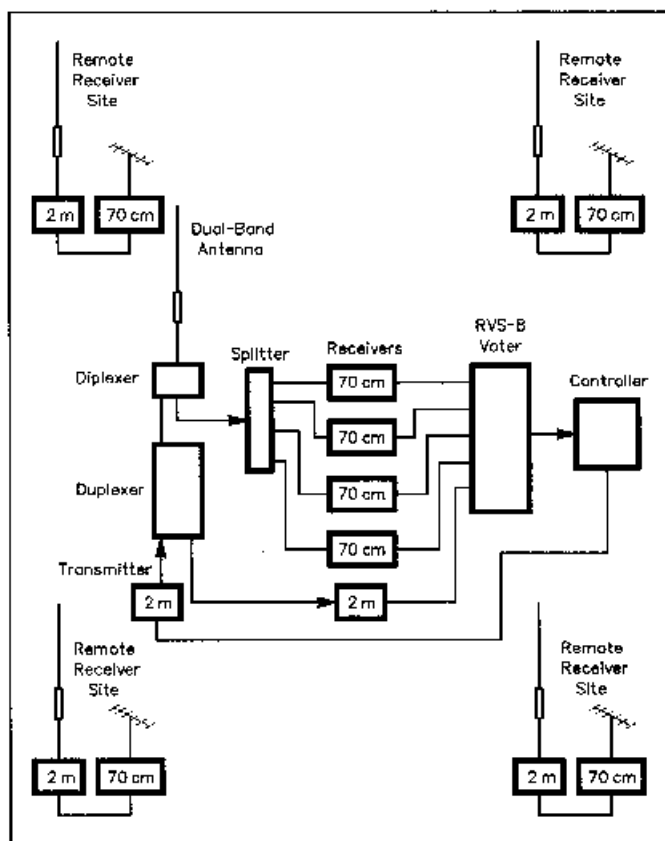 Remote
Receiver
Site
2 m
70 cm
Remote
Receiver
Site
2 m
70 cm
Dual-Band
Antenna
Diplexer
Splitter
Receivers
70 cm
70 cm
70 cm
70 cm
RVS-B
Voter
Controller
Duplexer
Transmitter
2 m
2 m
Remote
Receiver
Site
2 m
70 cm
Remote
Receiver
Site
2 m
70 cm